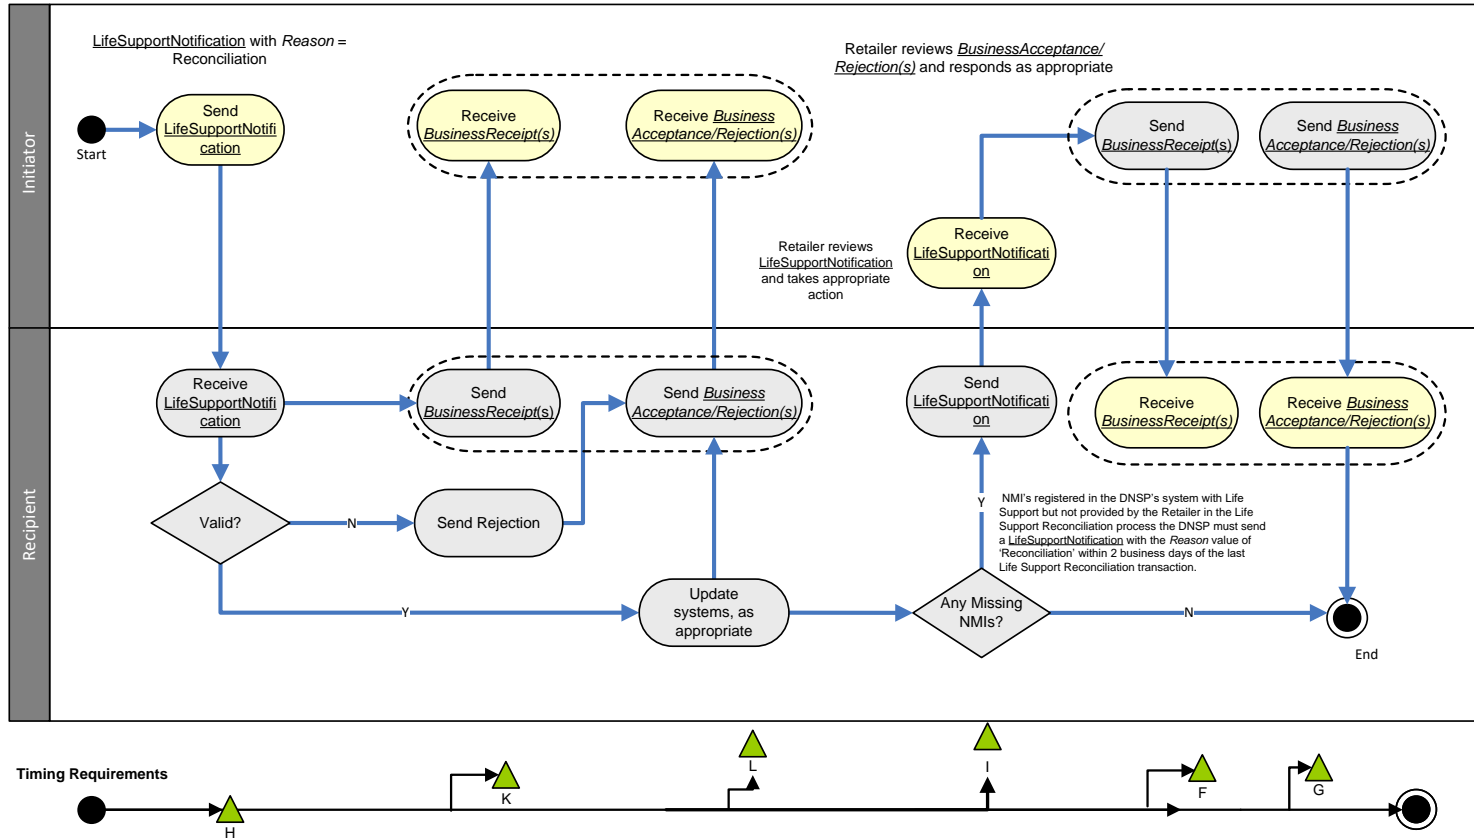 LifeSupportNotification with Reason =
Reconciliation
Retailer reviews BusinessAcceptance/
Rejection(s) and responds as appropriate
Initiator
Start
Send
LifeSupportNotifi
cation
Receive
BusinessReceipt(s)
Receive Business
Acceptance/Rejection(s)
Send
BusinessReceipt(s)
Send Business
Acceptance/Rejection(s)
Retailer reviews
LifeSupportNotification
and takes appropriate
action
Receive
LifeSupportNotificati
on
Recipient
Receive
LifeSupportNotifi
cation
Send
BusinessReceipt(s)
Send Business
Acceptance/Rejection(s)
Send
LifeSupportNotificati
on
Receive
BusinessReceipt(s)
Receive Business
Acceptance/Rejection(s)
Valid?
N
Send Rejection
Y
NMI's registered in the DNSP's system with Life
Support but not provided by the Retailer in the Life
Support Reconciliation process the DNSP must send
a LifeSupportNotification with the Reason value of
'Reconciliation' within 2 business days of the last
Life Support Reconciliation transaction.
Y
Update
systems, as
appropriate
Any Missing
NMIs?
N
End
Timing Requirements
H
K
L
I
F
G